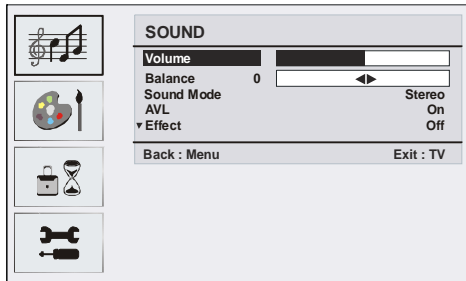 SOUND
Volume
Balance 0
Sound Mode Stereo
AVL On
Effect Off
Back : Menu Exit : TV